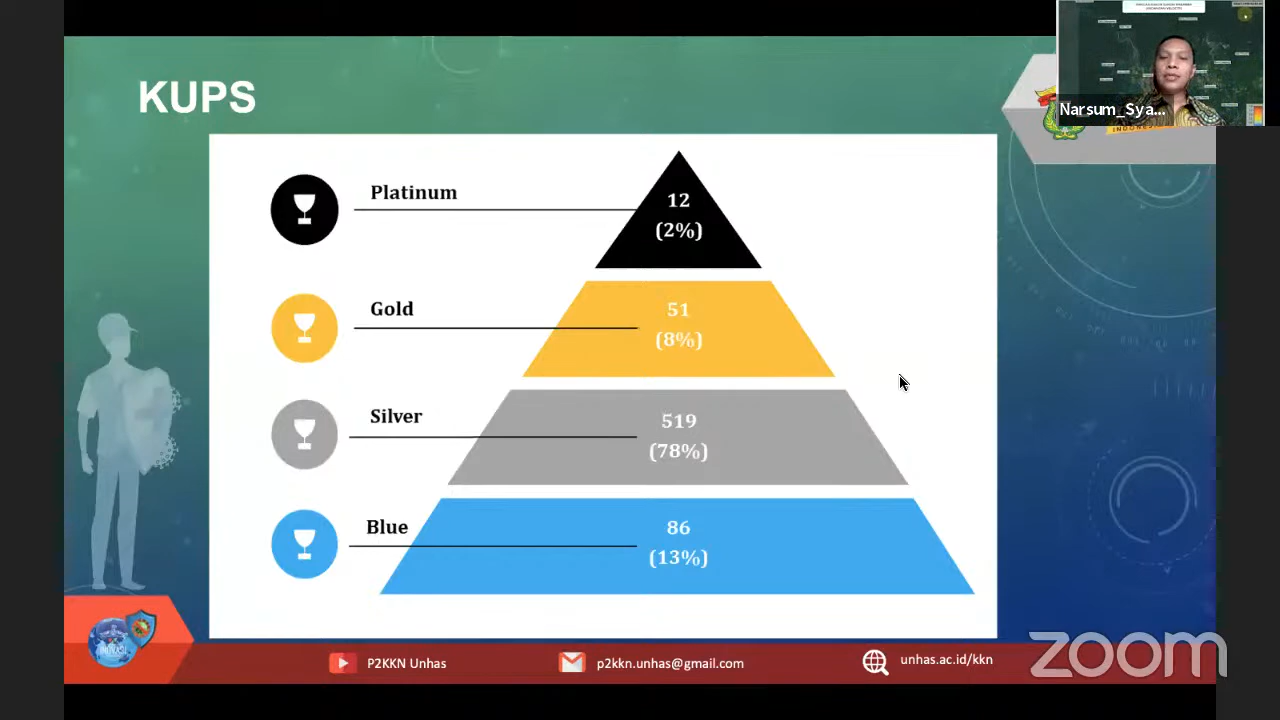 KUPS
Narsum_Sya...
Platinum
12
(2%)
Gold
51
(8%)
Silver
519
(78%)
Blue
86
(13%)
P2KKN Unhas
p2kkn.unhas@gmail.com
unhas.ac.id/kkn
zoom